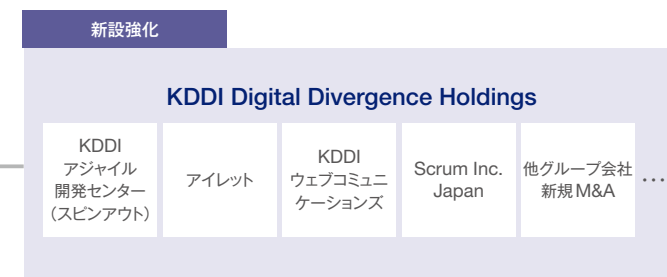 新設強化
KDDI Digital Divergence Holdings
KDDI
アジャイル
開発センター
（スピンアウト）
アイレット
KDDI
ウェブコミュニ
ケーションズ
Scrum Inc.
Japan
他グループ会社
新規M&A
…